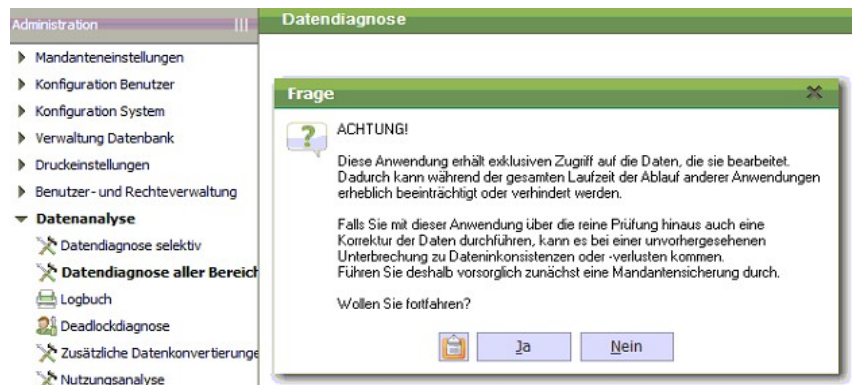 Administration
Mandanteneinstellungen
Konfiguration Benutzer
Konfiguration System
Verwaltung Datenbank
Druckeinstellungen
Benutzer- und Rechteverwaltung
Datenanalyse
Datendiagnose selektiv
Datendiagnose aller Bereich
Logbuch
Deadlockdiagnose
Zusätzliche Datenkonvertierunge
Nutzungsanalyse
Datendiagnose
Frage
ACHTUNG!
Diese Anwendung erhält exklusiven Zugriff auf die Daten, die sie bearbeitet.
Dadurch kann während der gesamten Laufzeit der Ablauf anderer Anwendungen
erheblich beeinträchtigt oder verhindert werden.
Falls Sie mit dieser Anwendung über die reine Prüfung hinaus auch eine
Korrektur der Daten durchführen, kann es bei einer unvorhergesehenen
Unterbrechung zu Dateninkonsistenzen oder -verlusten kommen.
Führen Sie deshalb vorsorglich zunächst eine Mandantensicherung durch.
Wollen Sie fortfahren?
Ja
Nein